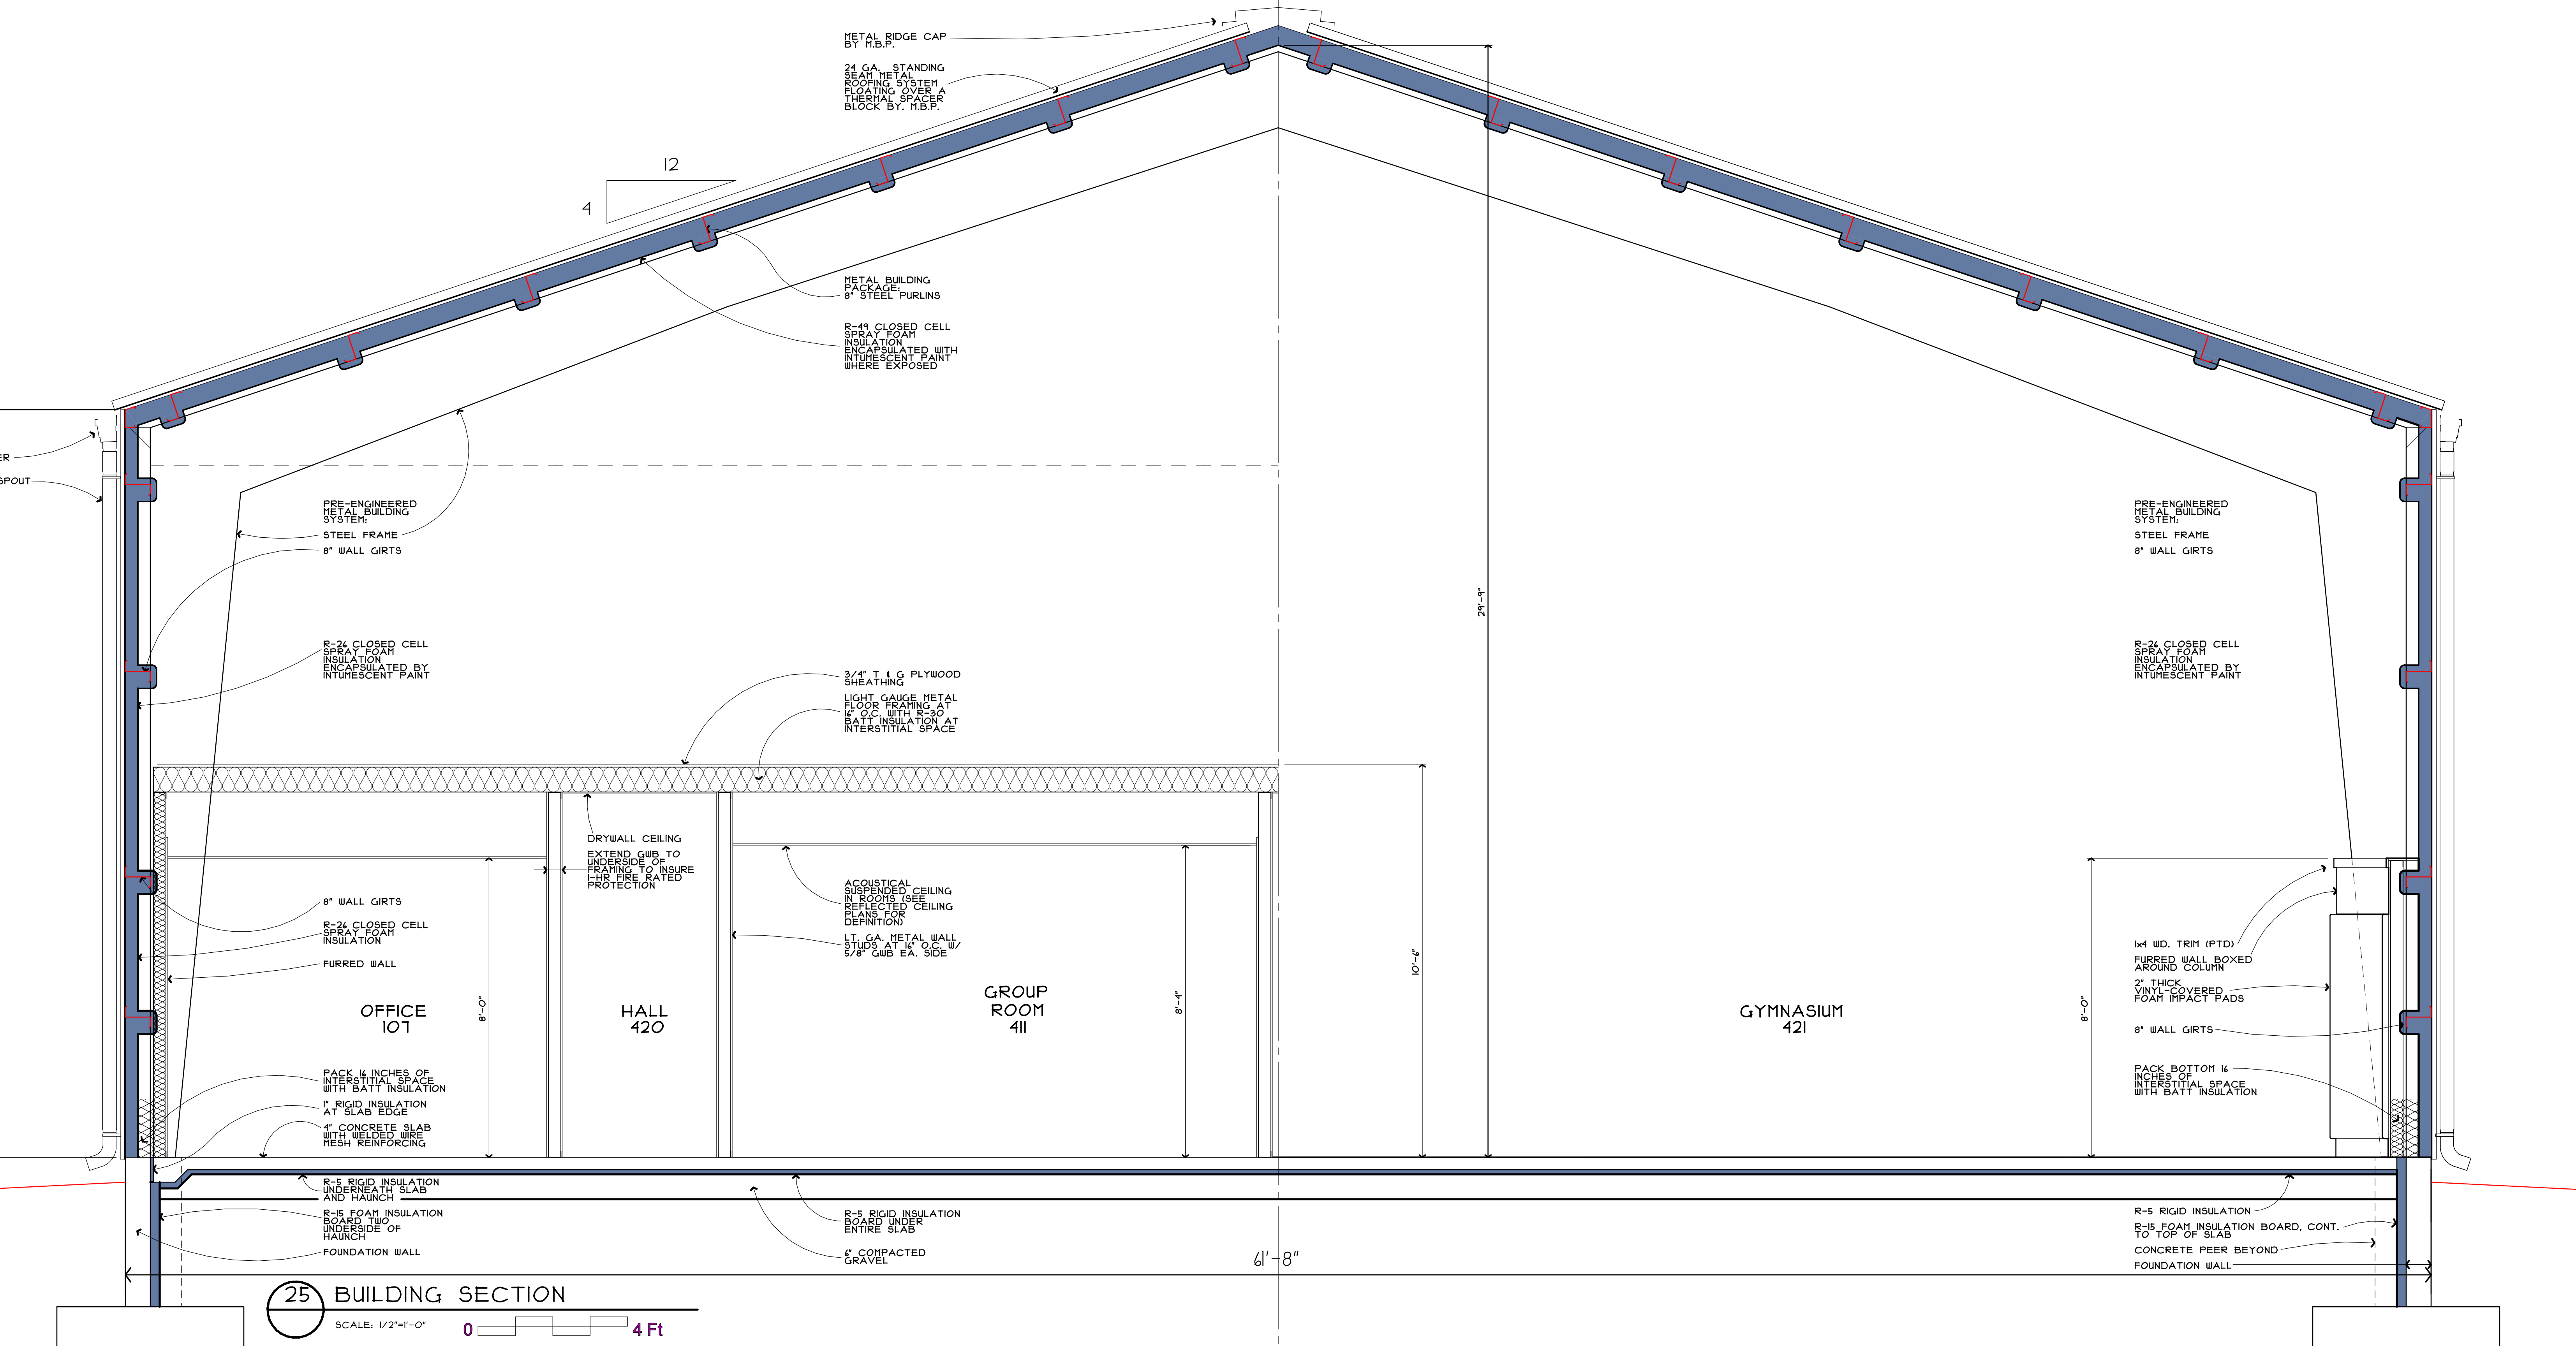 METAL RIDGE CAP
BY M.B.P.
24 GA. STANDING
SEAM METAL
ROOFING SYSTEM
FLOATING OVER A
THERMAL SPACER
BLOCK BY. M.B.P.
12
4
METAL BUILDING
PACKAGE:
8" STEEL PURLINS
R-49 CLOSED CELL
SPRAY FOAM
INSULATION
ENCAPSULATED WITH
INTUMESCENT PAINT
WHERE EXPOSED
ER
SPOUT
PRE-ENGINEERED
METAL BUILDING
SYSTEM:
STEEL FRAME
8" WALL GIRTS
R-26 CLOSED CELL
SPRAY FOAM
INSULATION
ENCAPSULATED BY
INTUMESCENT PAINT
29'-9"
PRE-ENGINEERED
METAL BUILDING
SYSTEM:
STEEL FRAME
8" WALL GIRTS
R-26 CLOSED CELL
SPRAY FOAM
INSULATION
ENCAPSULATED BY
INTUMESCENT PAINT
3/4" T & G PLYWOOD
SHEATHING
LIGHT GAUGE METAL
FLOOR FRAMING AT
16" O.C. WITH R-30
BATT INSULATION AT
INTERSTITIAL SPACE
DRYWALL CEILING
EXTEND GWB TO
UNDERSIDE OF
FRAMING TO INSURE
1-HR FIRE RATED
PROTECTION
ACOUSTICAL
SUSPENDED CEILING
IN ROOMS (SEE
REFLECTED CEILING
PLANS FOR
DEFINITION)
LT. GA. METAL WALL
STUDS AT 16" O.C. W/
5/8" GWB EA. SIDE
8" WALL GIRTS
R-26 CLOSED CELL
SPRAY FOAM
INSULATION
FURRED WALL
OFFICE
107
8'-0"
HALL
420
GROUP
ROOM
411
8'-4"
10'-6"
GYMNASIUM
421
8'-0"
1x4 WD. TRIM (PTD)
FURRED WALL BOXED
AROUND COLUMN
2" THICK
VINYL-COVERED
FOAM IMPACT PADS
8" WALL GIRTS
PACK BOTTOM 16
INCHES OF
INTERSTITIAL SPACE
WITH BATT INSULATION
PACK 16 INCHES OF
INTERSTITIAL SPACE
WITH BATT INSULATION
1" RIGID INSULATION
AT SLAB EDGE
4" CONCRETE SLAB
WITH WELDED WIRE
MESH REINFORCING
R-5 RIGID INSULATION
UNDERNEATH SLAB
AND HAUNCH
R-15 FOAM INSULATION
BOARD TWO
UNDERSIDE OF
HAUNCH
FOUNDATION WALL
R-5 RIGID INSULATION
BOARD UNDER
ENTIRE SLAB
6" COMPACTED
GRAVEL
61'-8"
R-5 RIGID INSULATION
R-15 FOAM INSULATION BOARD, CONT.
TO TOP OF SLAB
CONCRETE PEER BEYOND
FOUNDATION WALL
25 BUILDING SECTION
SCALE: 1/2"=1'-0"
0 4 Ft